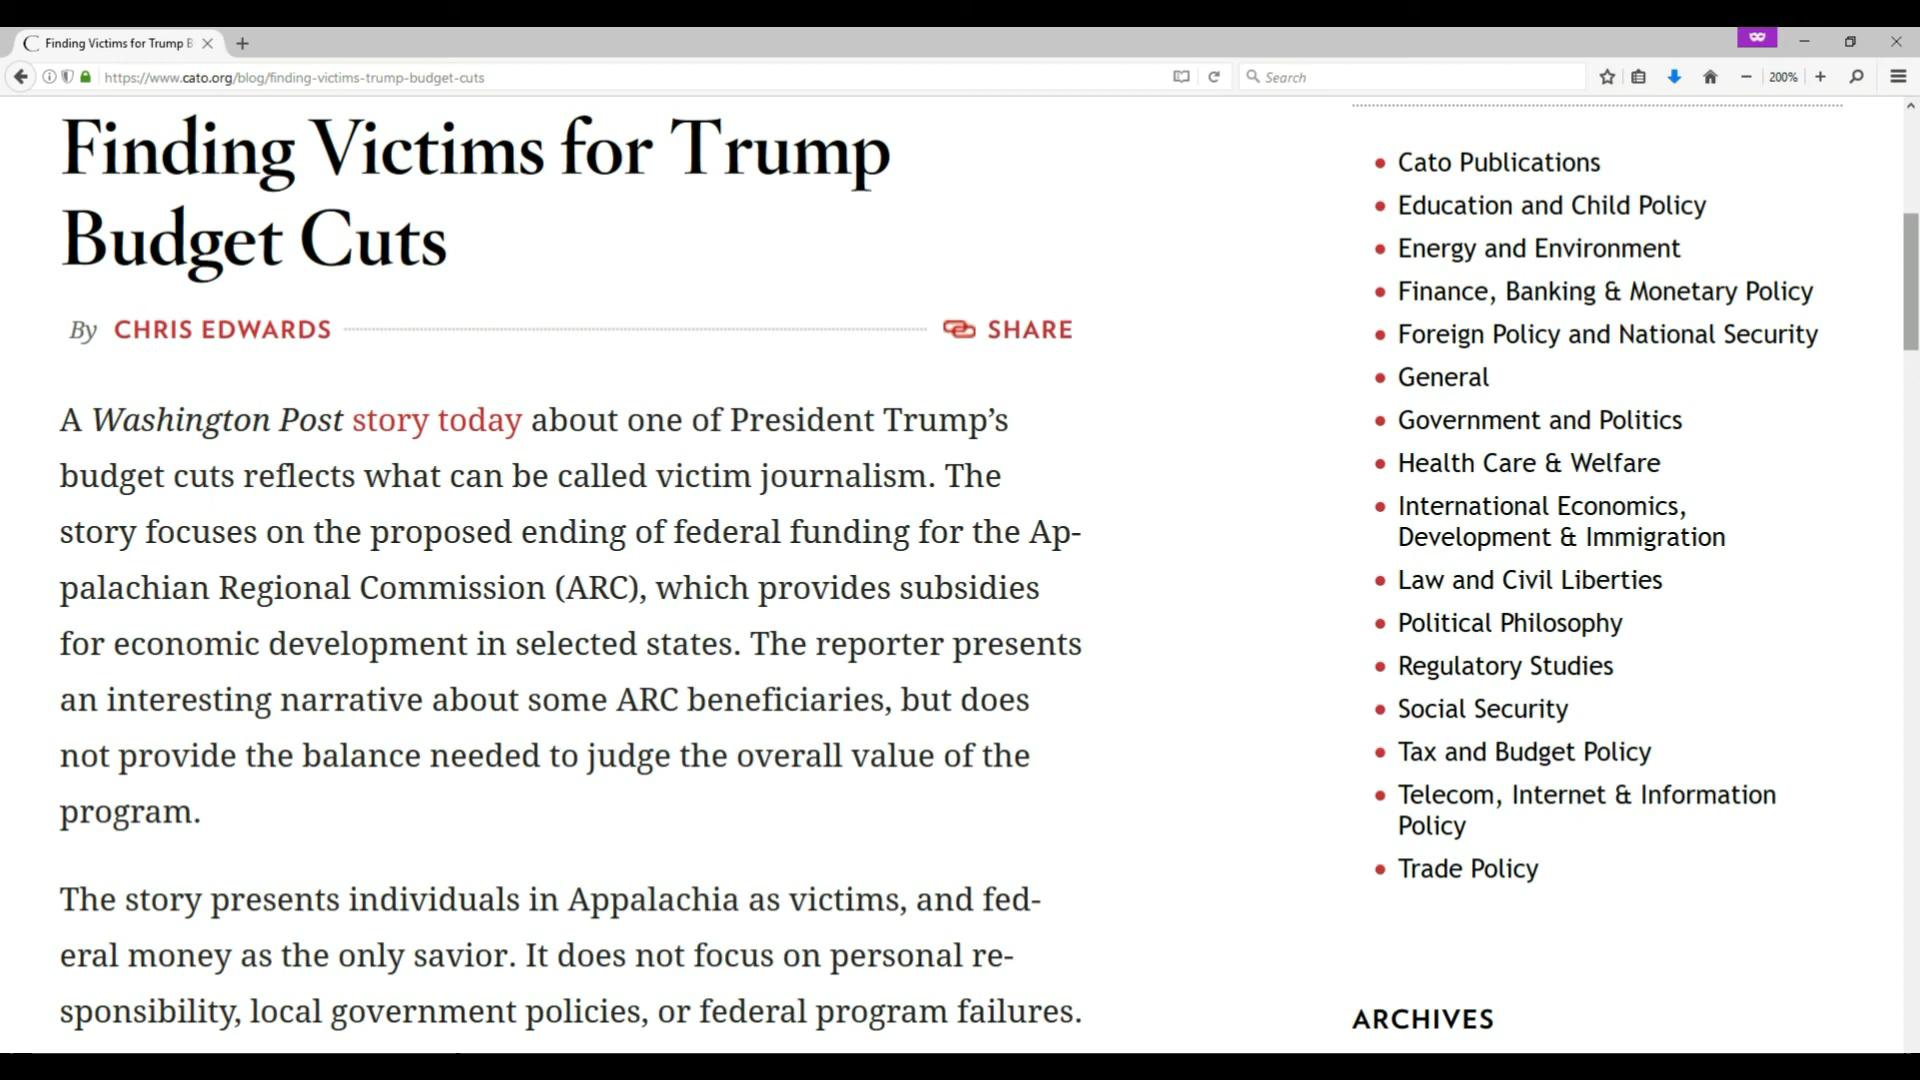 Finding Victims for Trump B
https://www.cato.org/blog/finding-victims-trump-budget-cuts
Search
200%
Finding Victims for Trump
Budget Cuts
By CHRIS EDWARDS
SHARE
A Washington Post story today about one of President Trump’s
budget cuts reflects what can be called victim journalism. The
story focuses on the proposed ending of federal funding for the Ap-
palachian Regional Commission (ARC), which provides subsidies
for economic development in selected states. The reporter presents
an interesting narrative about some ARC beneficiaries, but does
not provide the balance needed to judge the overall value of the
program.
The story presents individuals in Appalachia as victims, and fed-
eral money as the only savior. It does not focus on personal re-
sponsibility, local government policies, or federal program failures.
Cato Publications
Education and Child Policy
Energy and Environment
Finance, Banking & Monetary Policy
Foreign Policy and National Security
General
Government and Politics
Health Care & Welfare
International Economics,
Development & Immigration
Law and Civil Liberties
Political Philosophy
Regulatory Studies
Social Security
Tax and Budget Policy
Telecom, Internet & Information
Policy
Trade Policy
ARCHIVES